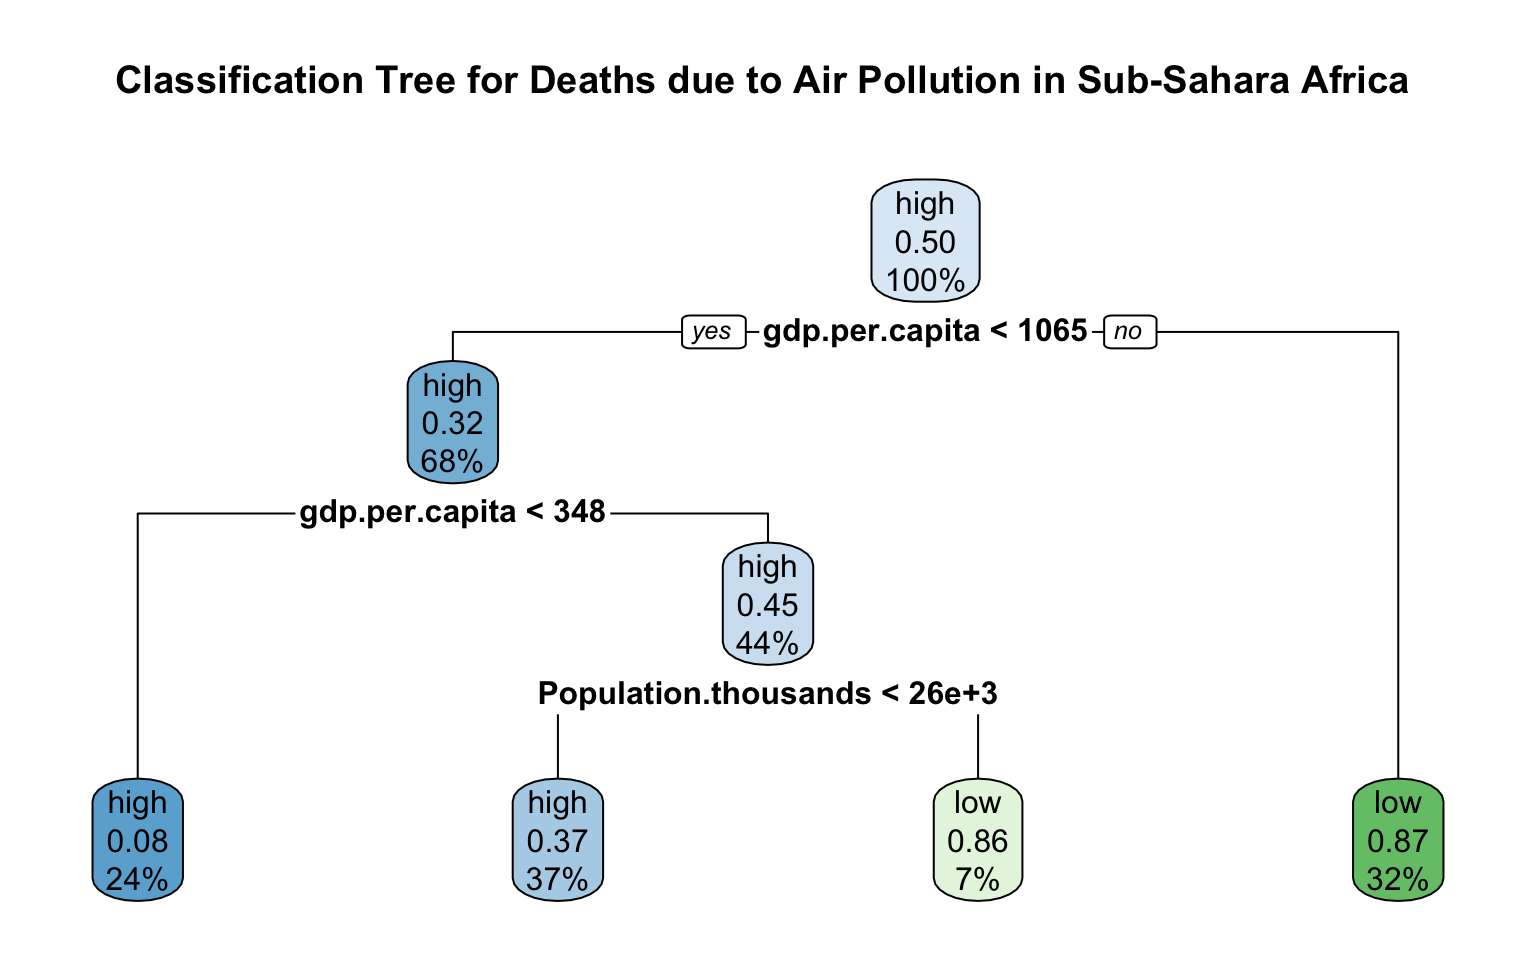 Classification Tree for Deaths due to Air Pollution in Sub-Sahara Africa
high
0.50
100%
yes gdp.per.capita < 1065 no
high
0.32
68%
gdp.per.capita < 348
high
0.45
44%
Population.thousands < 26e+3
high
0.08
24%
high
0.37
37%
low
0.86
7%
low
0.87
32%